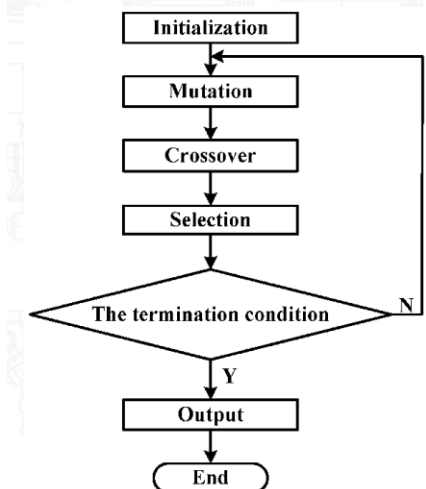 Initialization
Mutation
Crossover
Selection
The termination condition
N
Y
Output
End